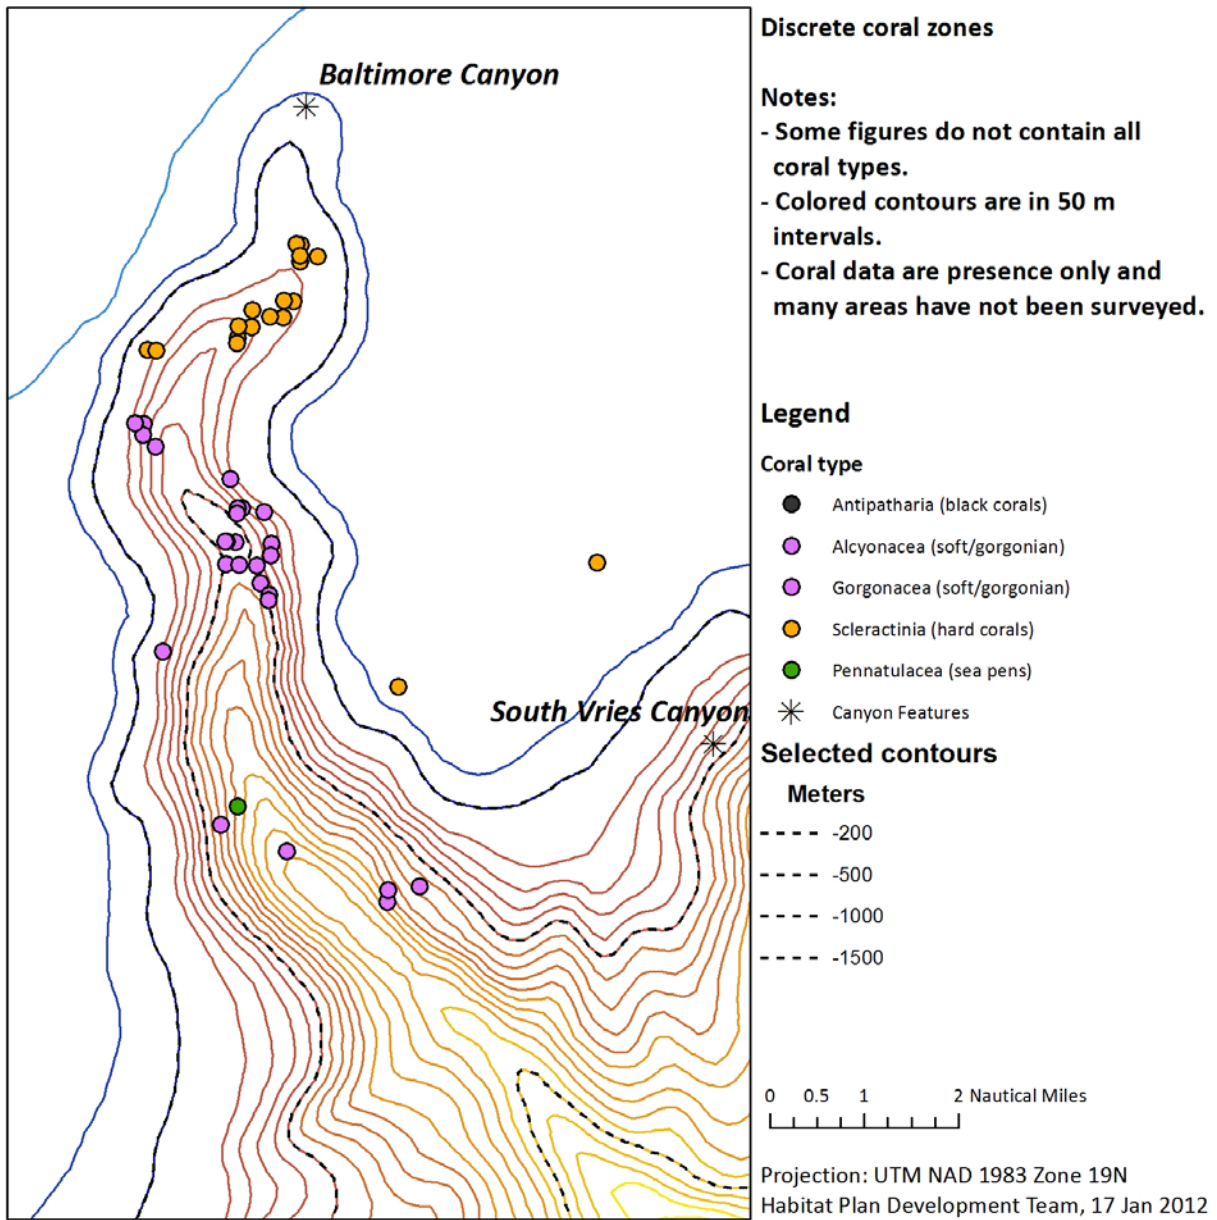 Baltimore Canyon
South Vries Canyon
Discrete coral zones
Notes:
- Some figures do not contain all
coral types.
- Colored contours are in 50 m
intervals.
- Coral data are presence only and
many areas have not been surveyed.
Legend
Coral type
Antipatharia (black corals)
Alcyonacea (soft/gorgonian)
Gorgonacea (soft/gorgonian)
Scleractinia (hard corals)
Pennatulacea (sea pens)
Canyon Features
Selected contours
Meters
-200
-500
-1000
-1500
0 0.5 1 2 Nautical Miles
Projection: UTM NAD 1983 Zone 19N
Habitat Plan Development Team, 17 Jan 2012